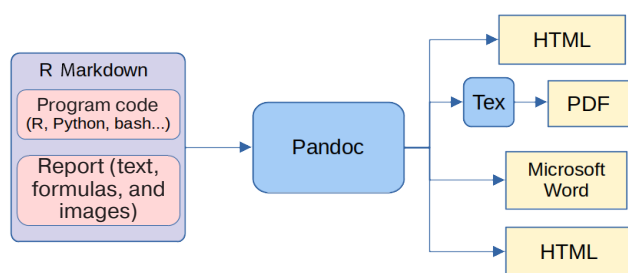 R Markdown
Program code
(R, Python, bash...)
Report (text,
formulas, and
images)
Pandoc
HTML
Tex
PDF
Microsoft
Word
HTML